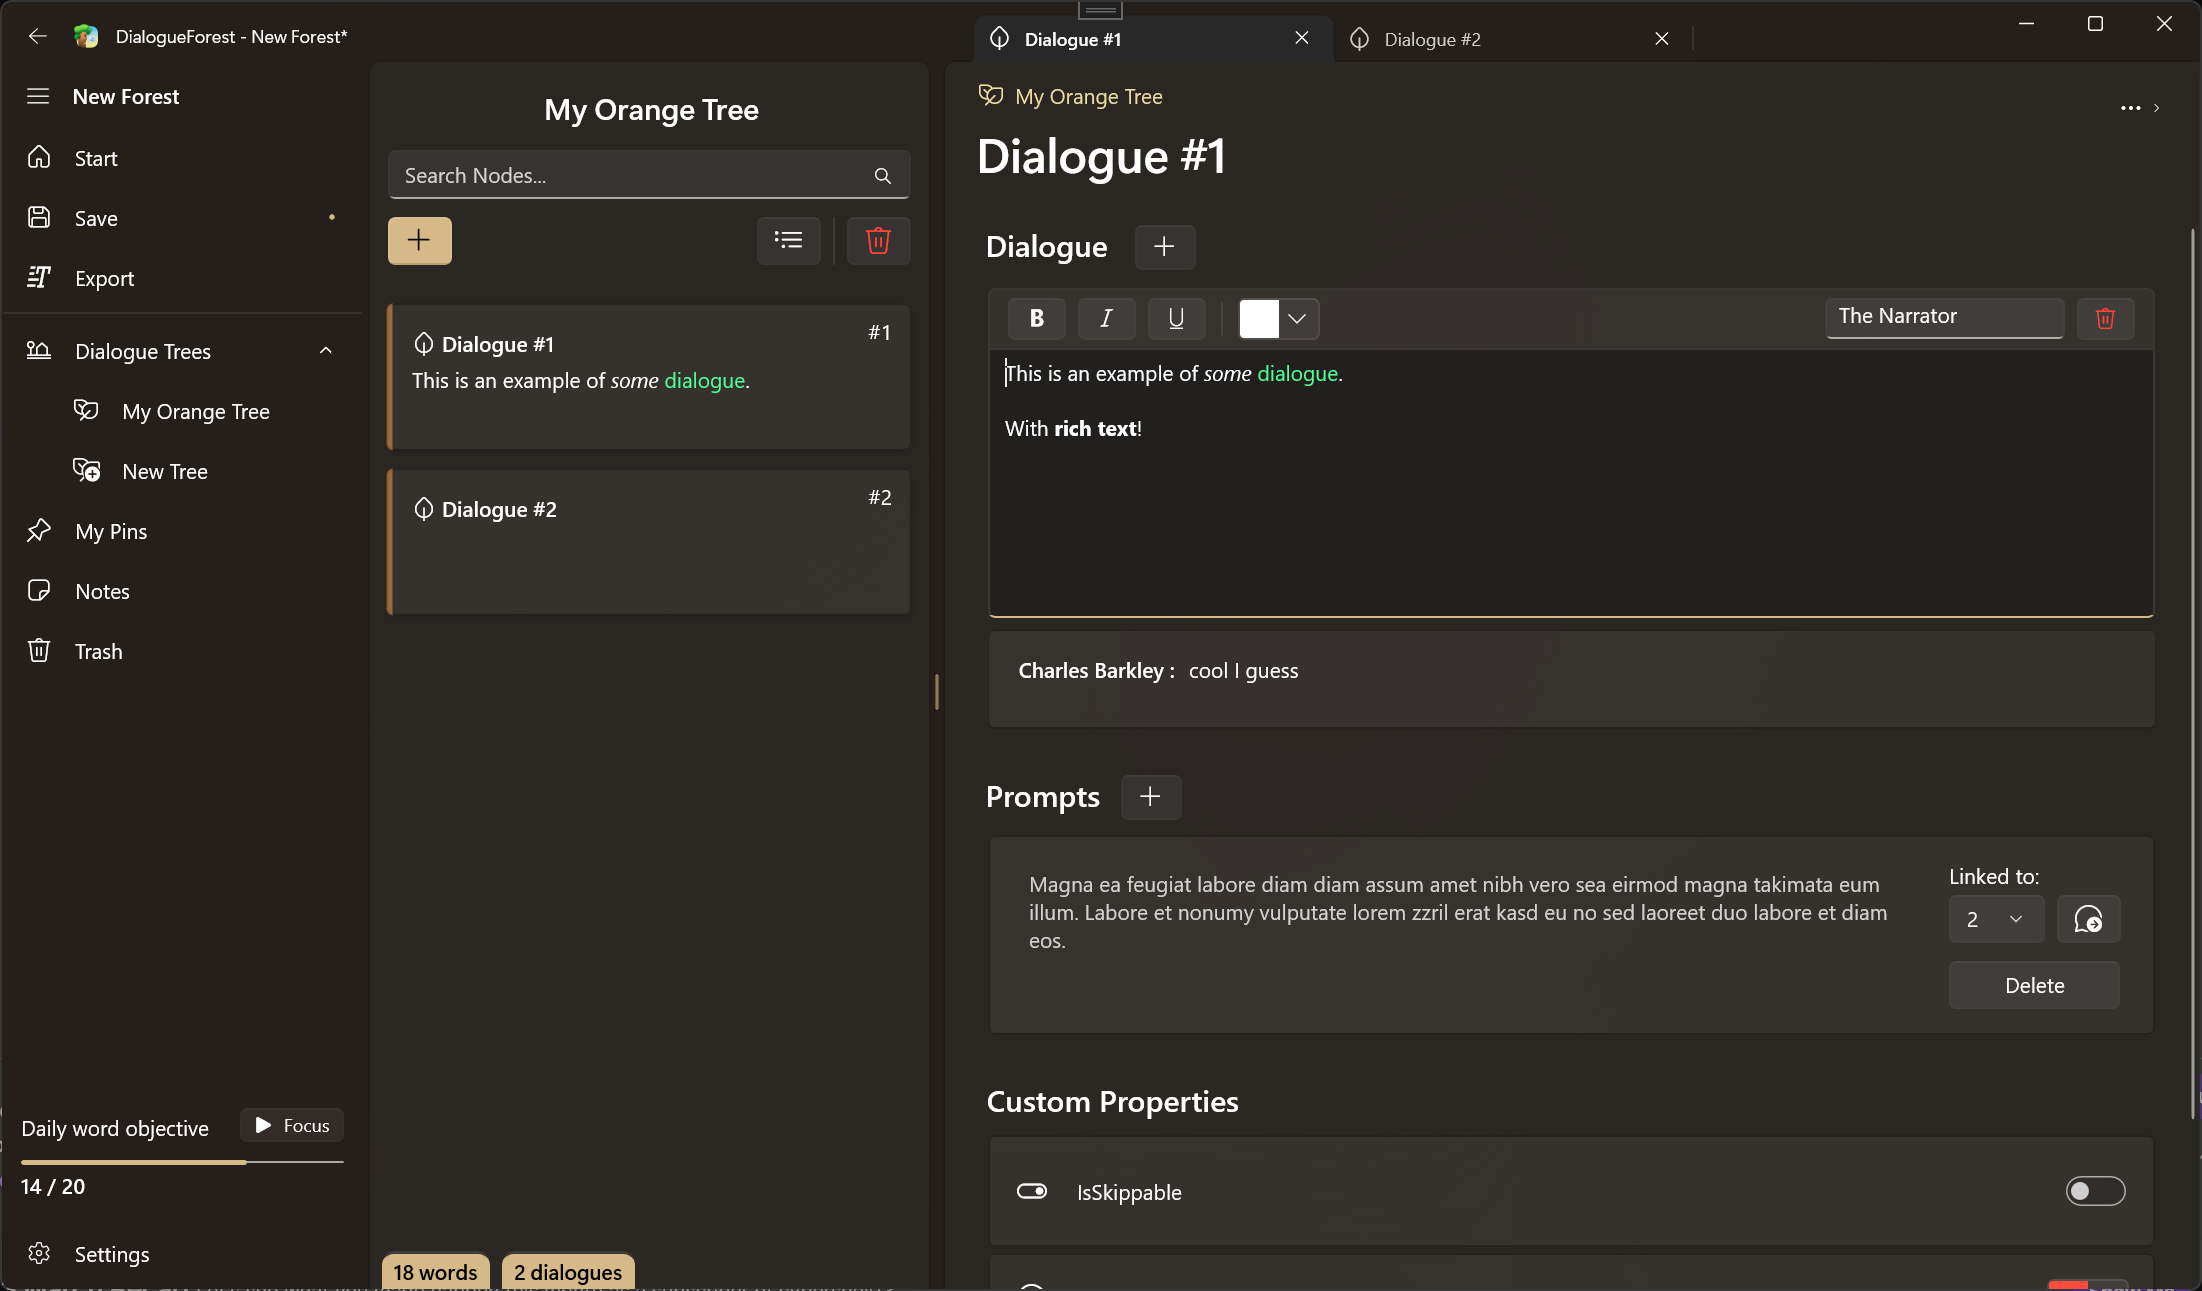 DialogueForest - New Forest*
Dialogue #1
Dialogue #2
New Forest
Start
Save
Export
Dialogue Trees
My Orange Tree
New Tree
My Pins
Notes
Trash
Daily word objective
Focus
14 / 20
Settings
My Orange Tree
Search Nodes...
#1
Dialogue #1
This is an example of some dialogue.
#2
Dialogue #2
18 words
2 dialogues
My Orange Tree
Dialogue #1
Dialogue
B I U
The Narrator
This is an example of some dialogue.
With rich text!
Charles Barkley : cool I guess
Prompts
Magna ea feugiat labore diam diam assum amet nibh vero sea eirmod magna takimata eum
illum. Labore et nonumy vulputate lorem zzril erat kasd eu no sed laoreet duo labore et diam
eos.
Linked to:
2
Delete
Custom Properties
IsSkippable